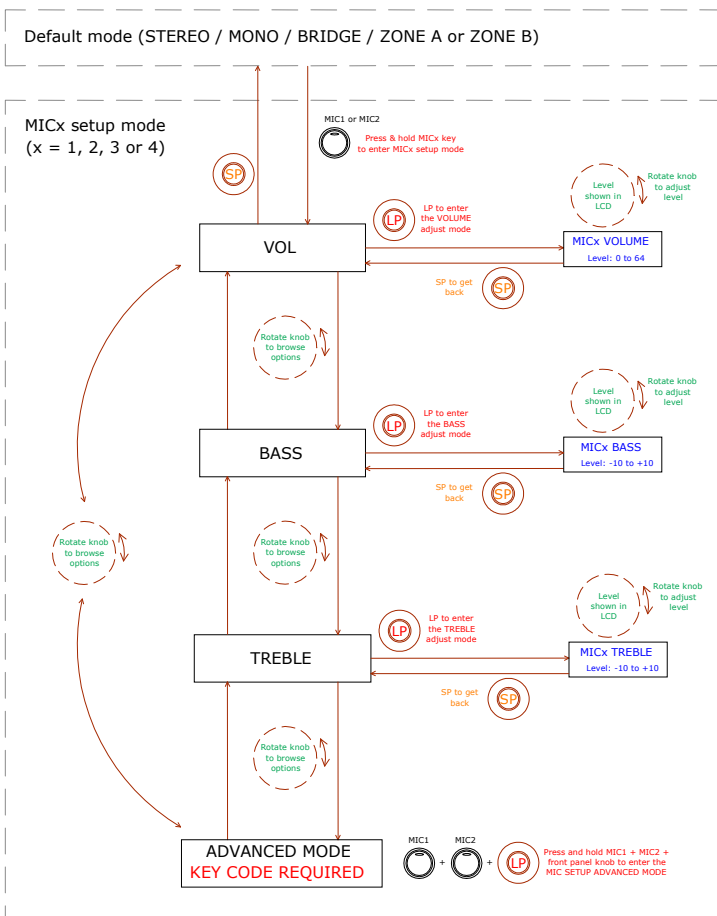 Default mode (STEREO / MONO / BRIDGE / ZONE A or ZONE B)
MICx setup mode
(x = 1, 2, 3 or 4)
MIC1 or MIC2
Press & hold MICx key
to enter MICx setup mode
SP
LP
LP to enter
the VOLUME
adjust mode
Level
shown in
LCD
Rotate knob
to adjust
level
VOL
MICx VOLUME
Level: 0 to 64
SP to get
back
SP
Rotate knob
to browse
options
LP
LP to enter
the BASS
adjust mode
Level
shown in
LCD
Rotate knob
to adjust
level
BASS
MICx BASS
Level: -10 to +10
SP to get
back
SP
Rotate knob
to browse
options
Rotate knob
to browse
options
LP
LP to enter
the TREBLE
adjust mode
Level
shown in
LCD
Rotate knob
to adjust
level
TREBLE
MICx TREBLE
Level: -10 to +10
SP to get
back
SP
Rotate knob
to browse
options
ADVANCED MODE
KEY CODE REQUIRED
MIC1
+
MIC2
+
LP
Press and hold MIC1 + MIC2 +
front panel knob to enter the
MIC SETUP ADVANCED MODE